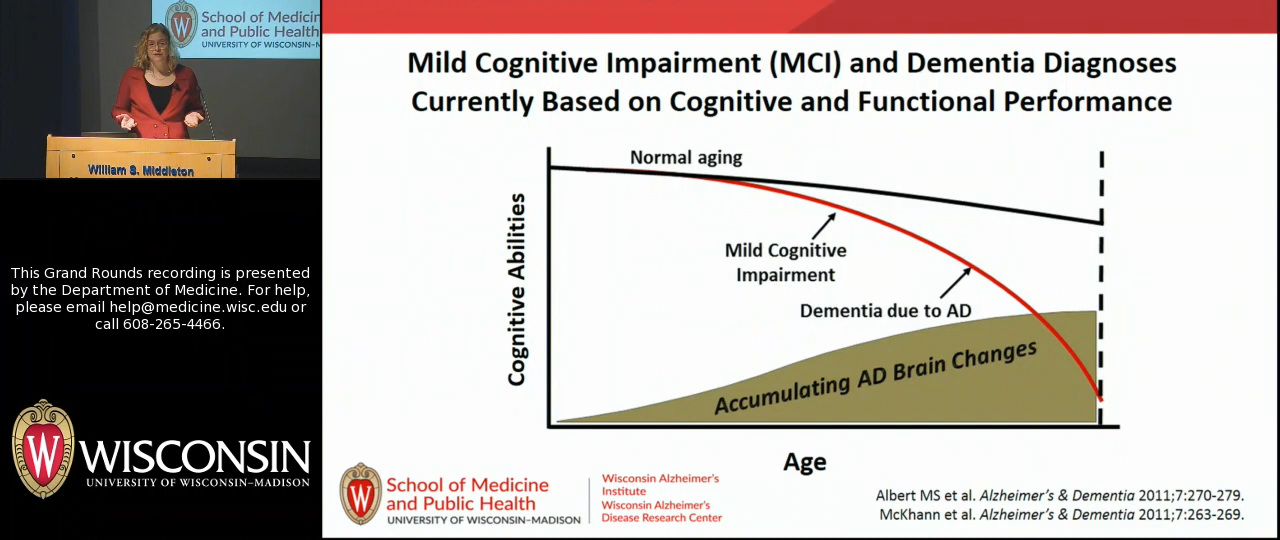 School of Medicine
and Public Health
UNIVERSITY OF WISCONSIN–M
William S. Middleton
This Grand Rounds recording is presented
by the Department of Medicine. For help,
please email help@medicine.wisc.edu or
call 608-265-4466.
W
WISCONSIN
UNIVERSITY OF WISCONSIN–MADISON
Mild Cognitive Impairment (MCI) and Dementia Diagnoses
Currently Based on Cognitive and Functional Performance
Normal aging
Cognitive Abilities
Mild Cognitive
Impairment
Dementia due to AD
Accumulating AD Brain Changes
Age
W
School of Medicine
and Public Health
UNIVERSITY OF WISCONSIN–MADISON
Wisconsin Alzheimer's
Institute
Wisconsin Alzheimer's
Disease Research Center
Albert MS et al. Alzheimer's & Dementia 2011;7:270-279.
McKhann et al. Alzheimer's & Dementia 2011;7:263-269.